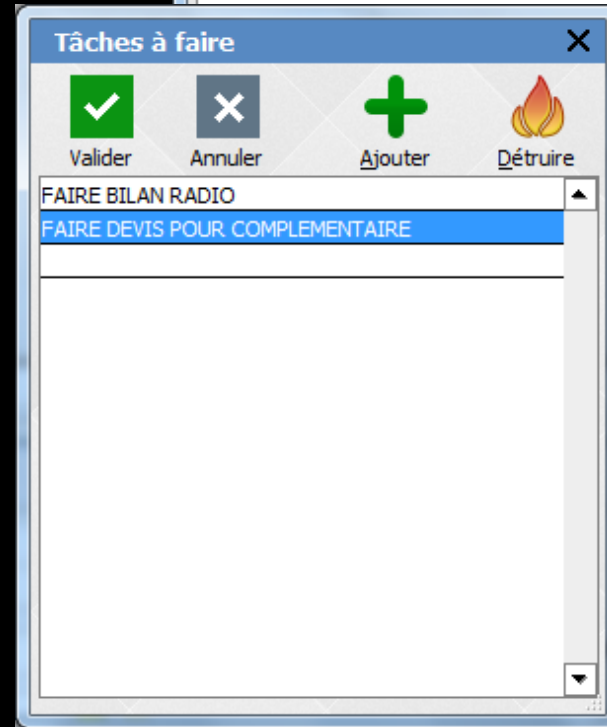 Tâches à faire
Valider Annuler Ajouter Détruire
FAIRE BILAN RADIO
FAIRE DEVIS POUR COMPLEMENTAIRE